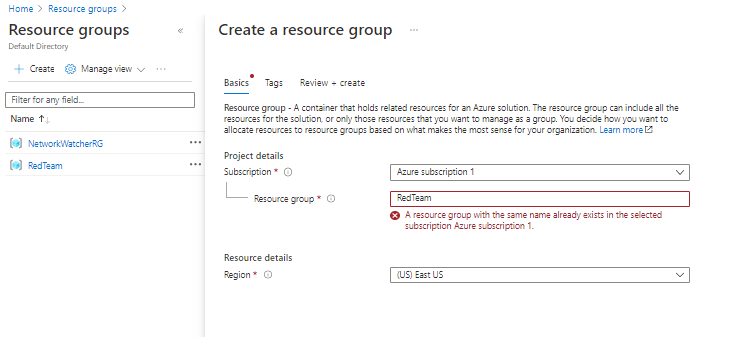 Home > Resource groups >
Resource groups
Default Directory
+ Create Manage view
Filter for any field...
Name ↑↓
NetworkWatcherRG
RedTeam
Create a resource group
Basics Tags Review + create
Resource group - A container that holds related resources for an Azure solution. The resource group can include all the
resources for the solution, or only those resources that you want to manage as a group. You decide how you want to
allocate resources to resource groups based on what makes the most sense for your organization. Learn more
Project details
Subscription * Azure subscription 1
Resource group * RedTeam
A resource group with the same name already exists in the selected
subscription Azure subscription 1.
Resource details
Region * (US) East US